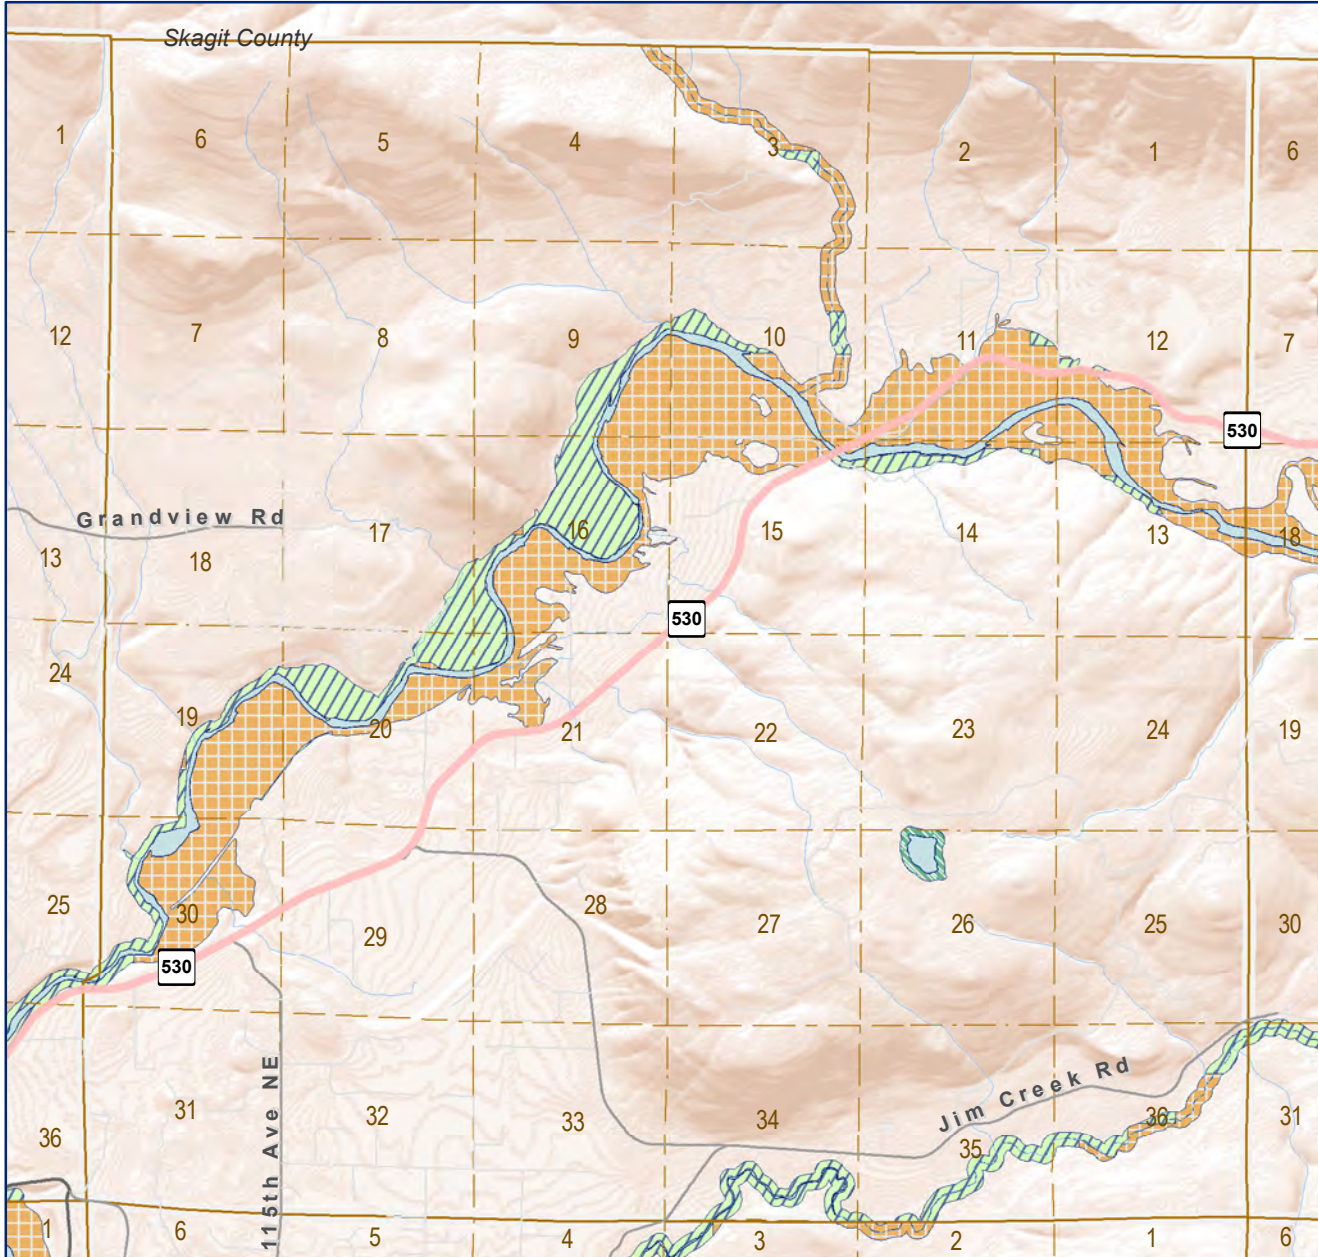 Skagit County
1 6 5 4 3 2 1 6
12 7 8 9 10 11 12 7
530
Grandview Rd
13 18 17 16 15 14 13 18
530
24 19 20 21 22 23 24 19
25 30 29 28 27 26 25 30
530
36 31 32 33 34 35 36 31
115th Ave NE
Jim Creek Rd
1 6 5 4 3 2 1 6